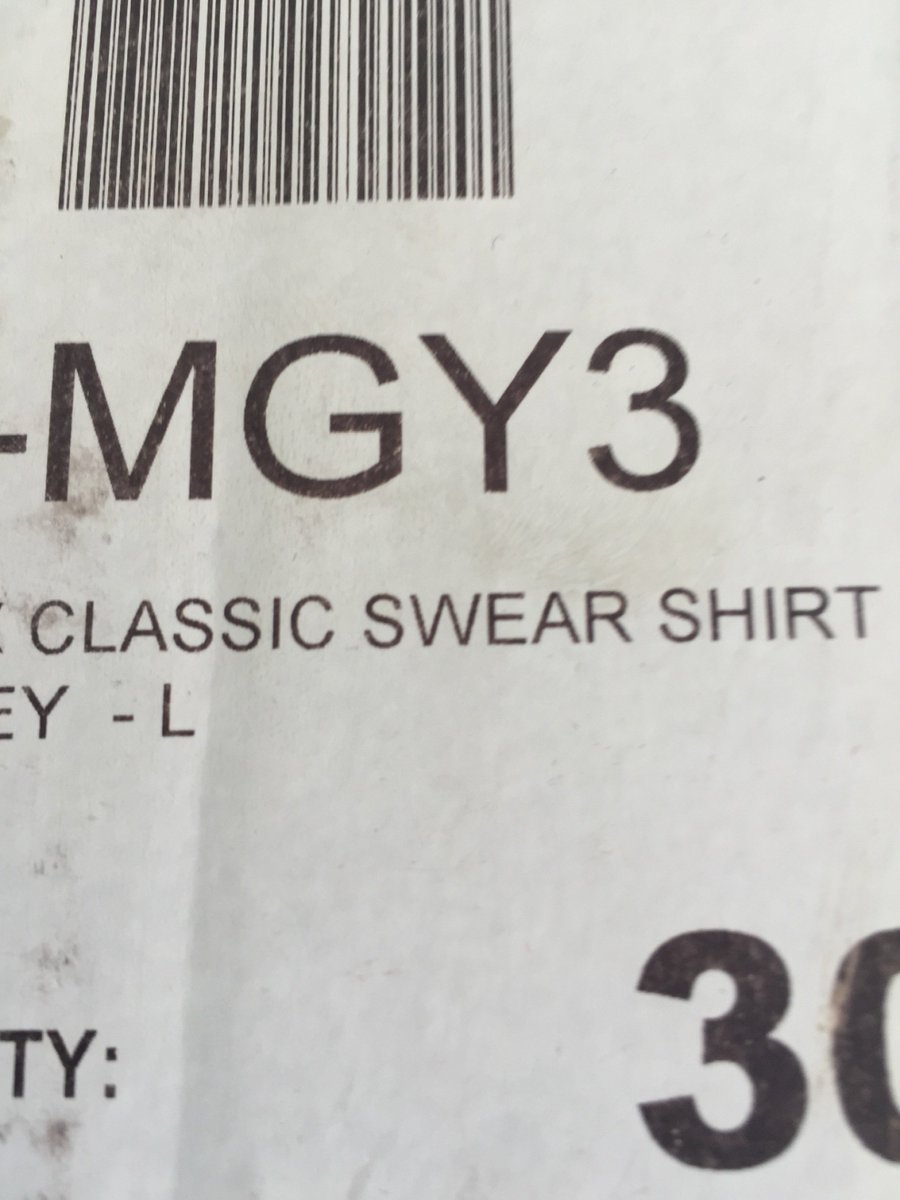 -MGY3
CLASSIC SWEAR SHIRT
EY - L
TY:
30